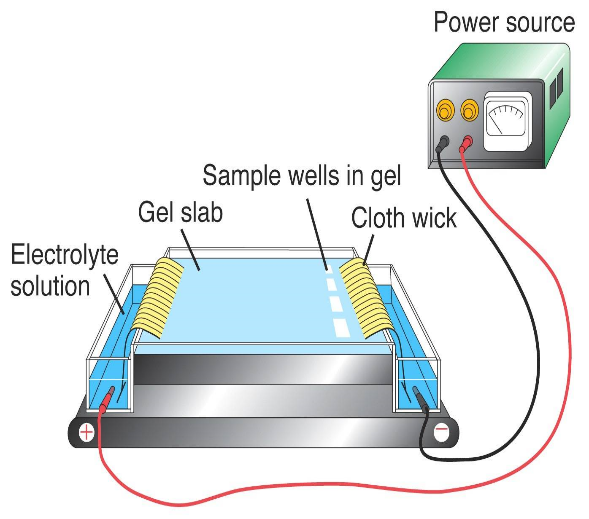 Power source
Sample wells in gel
Gel slab
Cloth wick
Electrolyte
solution
+
−